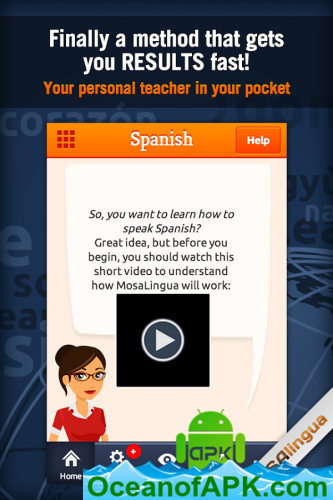 Finally a method that gets
you RESULTS fast!
Your personal teacher in your pocket
corazón
Spanish
Help
So, you want to learn how to
speak Spanish?
Great idea, but before you
begin, you should watch this
short video to understand
how MosaLingua will work:
Home
japki
lingua
OceanofAPK.com